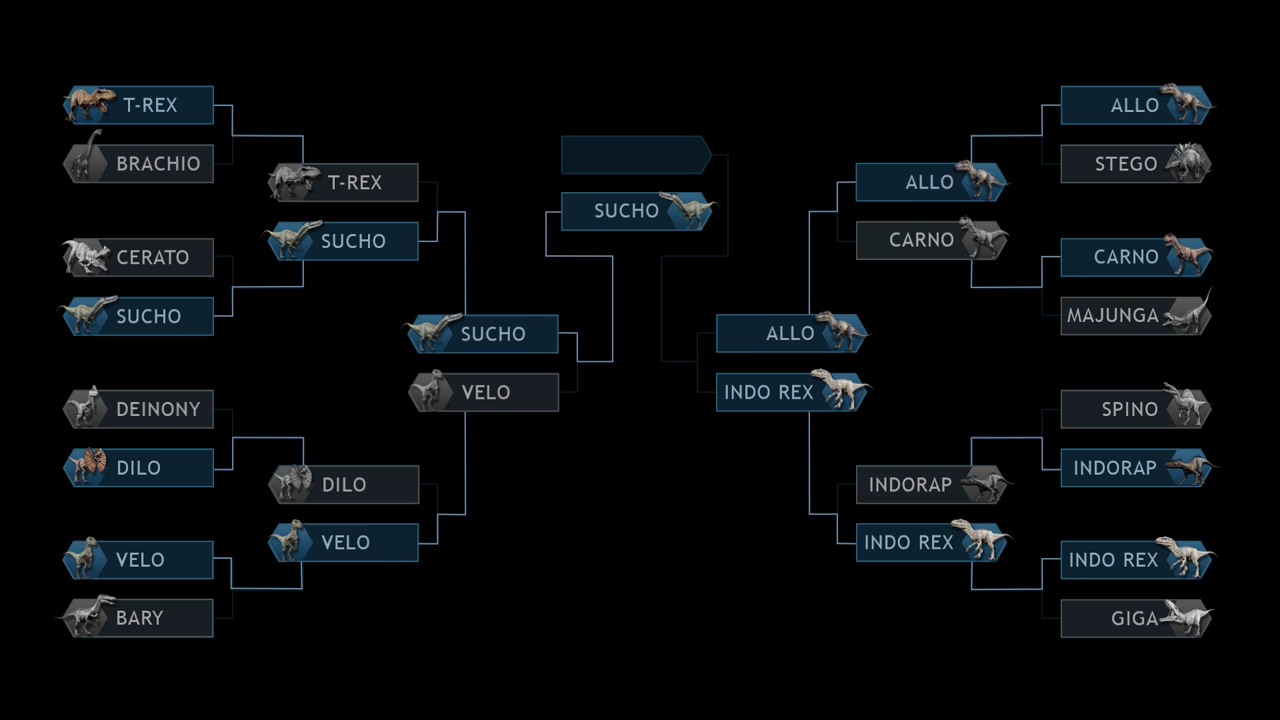 T-REX
BRACHIO
CERATO
SUCHO
DEINONY
DILO
VELO
BARY
T-REX
SUCHO
DILO
VELO
SUCHO
VELO
SUCHO
ALLO
INDO REX
ALLO
CARNO
INDORAP
INDO REX
ALLO
STEGO
CARNO
MAJUNGA
SPINO
INDORAP
INDO REX
GIGA